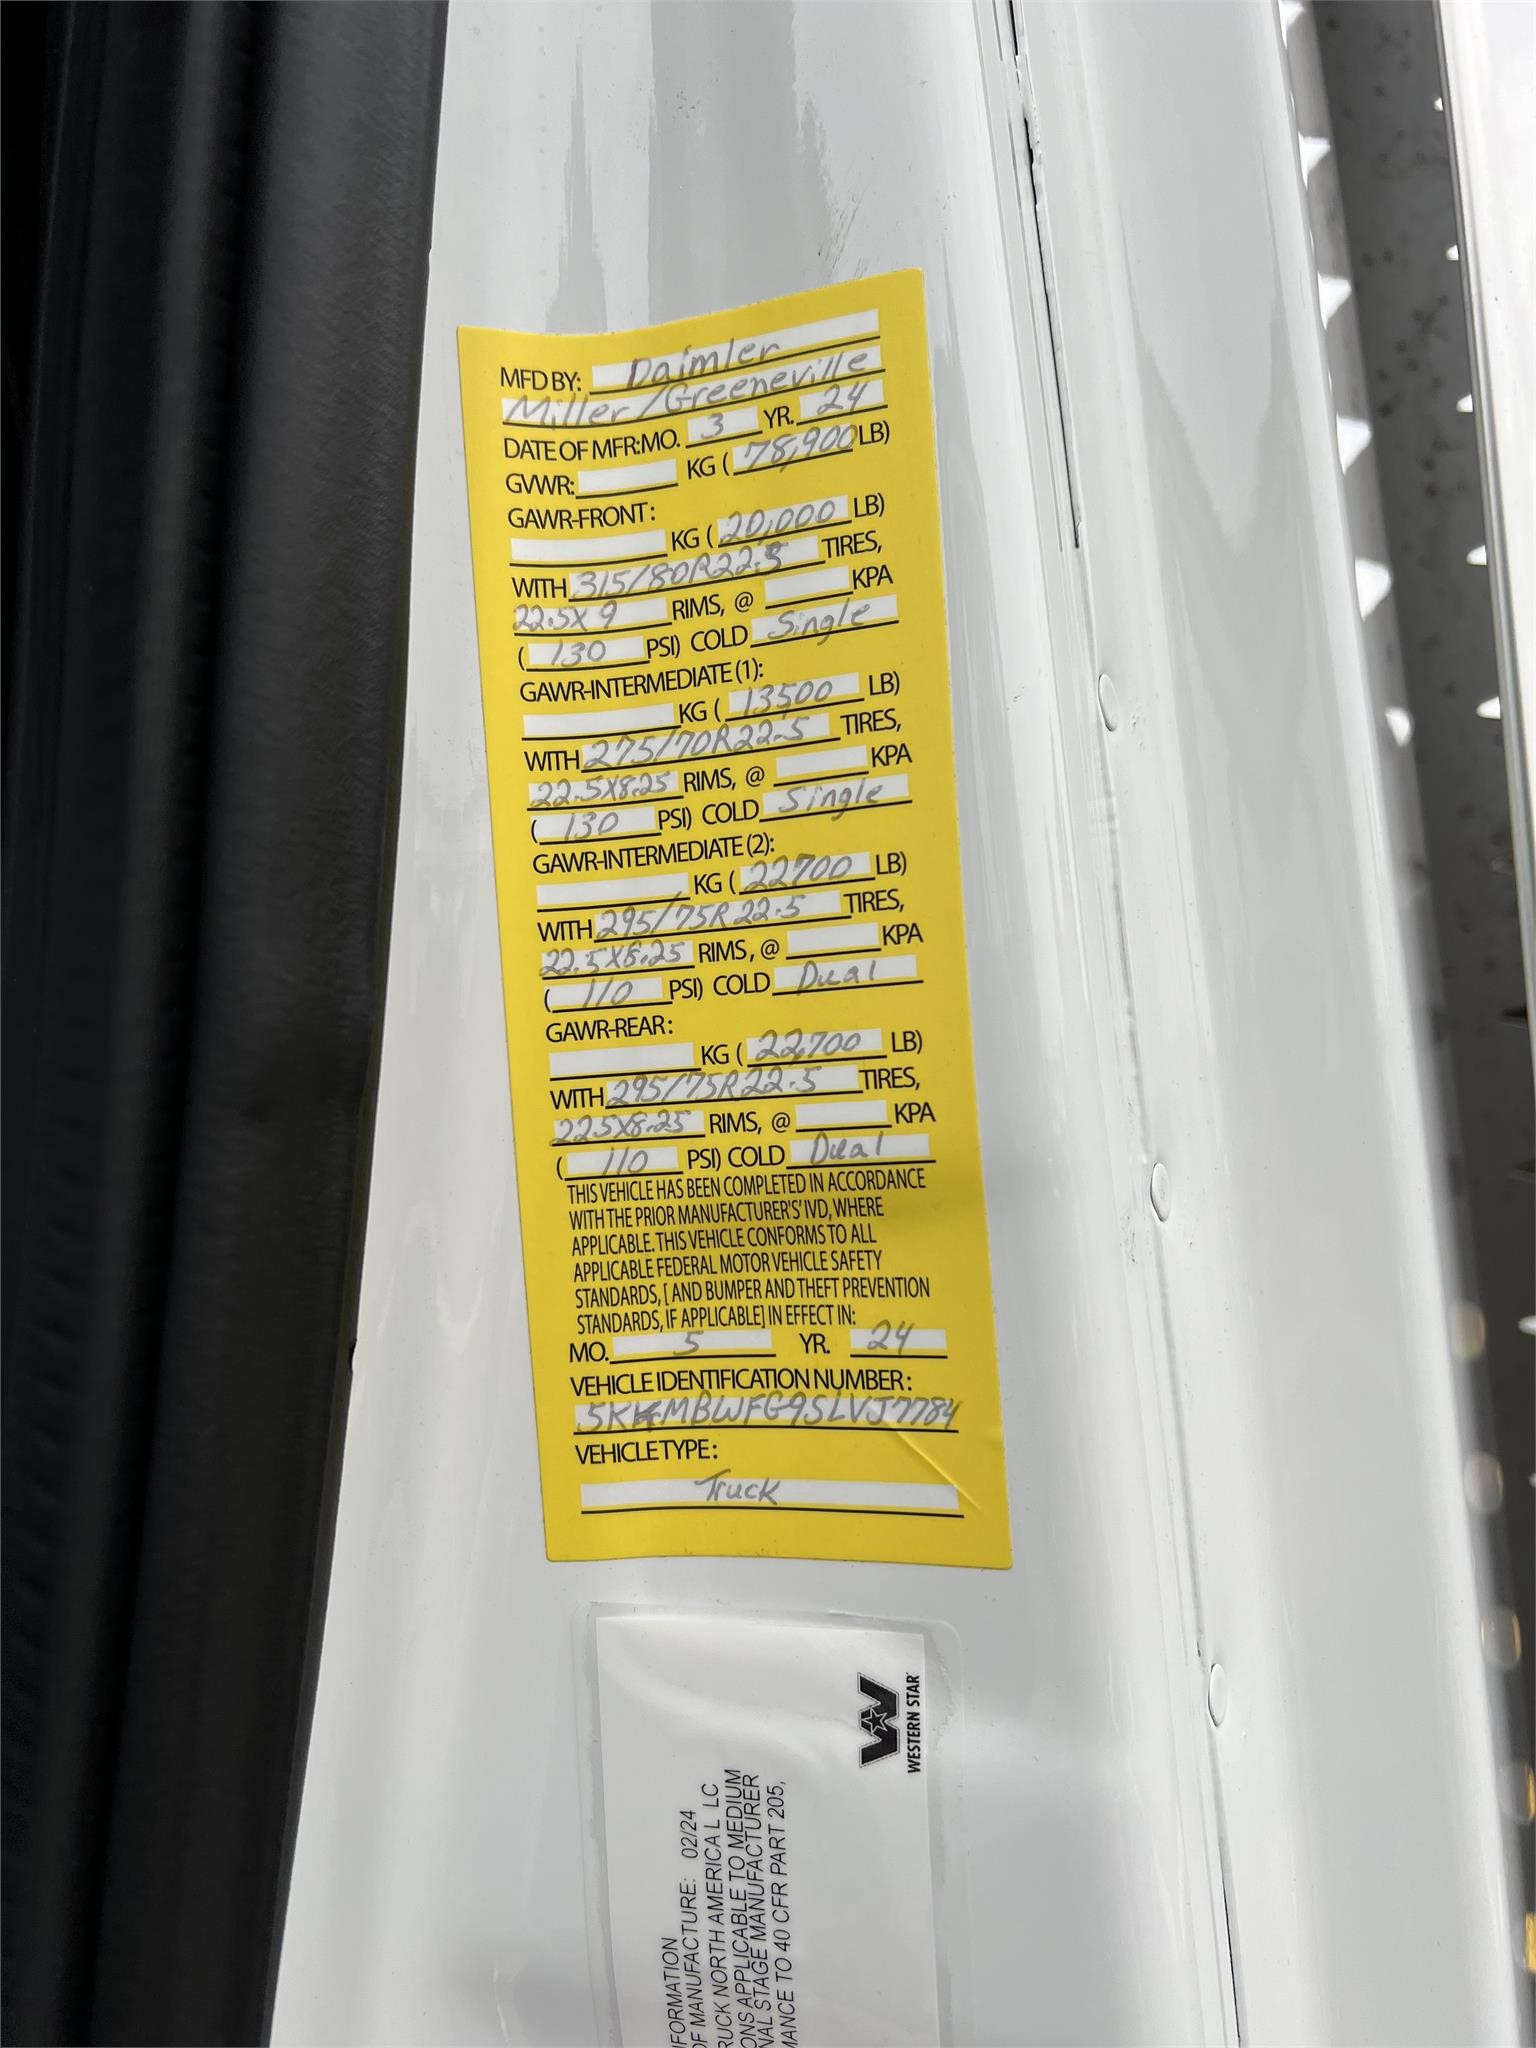 MFD BY: Daimler
Miller/Greeneville
DATE OF MFR: MO. 3 YR. 24
GVWR: KG ( 78,900 LB)
GAWR-FRONT:
KG ( 20,000 LB)
WITH 315/80R22.5 TIRES,
22.5X9 RIMS, @ KPA
( 130 PSI) COLD Single
GAWR-INTERMEDIATE (1):
KG ( 13,500 LB)
WITH 275/70R22.5 TIRES,
22.5X8.25 RIMS, @ KPA
( 130 PSI) COLD Single
GAWR-INTERMEDIATE (2):
KG ( 22700 LB)
WITH 295/75R22.5 TIRES,
22.5X8.25 RIMS, @ KPA
( 110 PSI) COLD Dual
GAWR-REAR:
KG ( 22,700 LB)
WITH 295/75R22.5 TIRES,
22.5X8.25 RIMS, @ KPA
( 110 PSI) COLD Dual
THIS VEHICLE HAS BEEN COMPLETED IN ACCORDANCE
WITH THE PRIOR MANUFACTURER'S' IVD, WHERE
APPLICABLE. THIS VEHICLE CONFORMS TO ALL
APPLICABLE FEDERAL MOTOR VEHICLE SAFETY
STANDARDS, [ AND BUMPER AND THEFT PREVENTION
STANDARDS, IF APPLICABLE] IN EFFECT IN:
MO. 5 YR. 24
VEHICLE IDENTIFICATION NUMBER:
VEHICLE TYPE:
Truck
WESTERN STAR
FORMATION
OF MANUFACTURE: 02/24
RUCK NORTH AMERICA LLC
ONS APPLICABLE TO MEDIUM
NAL STAGE MANUFACTURER
MANCE TO 40 CFR PART 205,